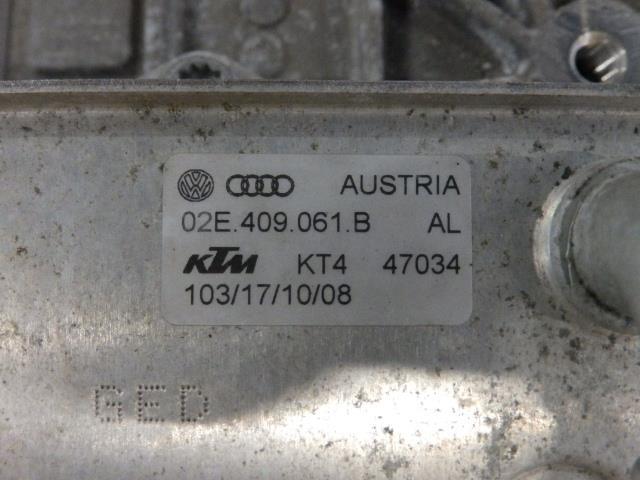 AUSTRIA
02E.409.061.B AL
KTM KT4 47034
103/17/10/08
GED